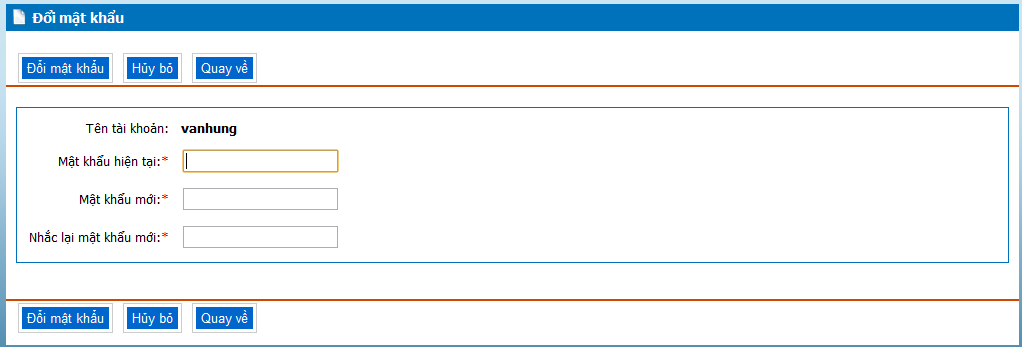 Đổi mật khẩu
Đổi mật khẩu Hủy bỏ Quay về
Tên tài khoản: vanhung
Mật khẩu hiện tại:*
Mật khẩu mới:*
Nhắc lại mật khẩu mới:*
Đổi mật khẩu Hủy bỏ Quay về